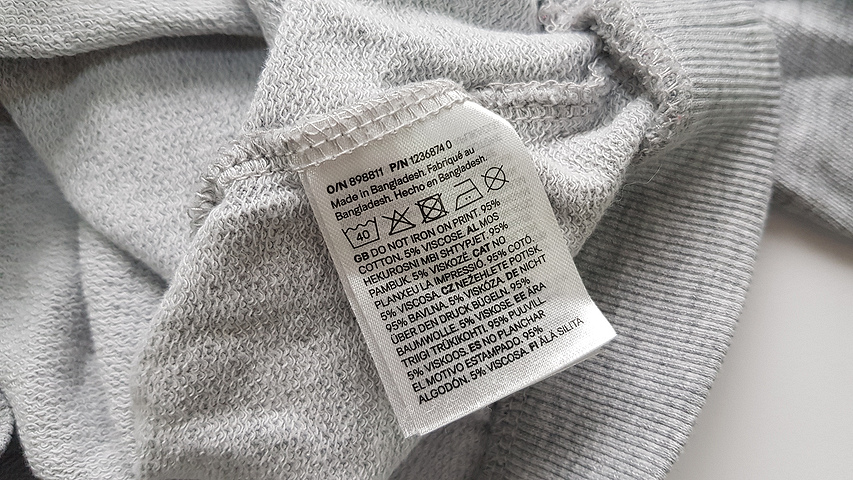 O/N 898811 P/N 1236874 0
Made in Bangladesh. Fabriqué au
Bangladesh. Hecho en Bangladesh.
40
GB DO NOT IRON ON PRINT. 95%
COTTON. 5% VISCOSE. AL MOS
HEKUROSNI MBI SHTYPJET. 95%
PAMBUK. 5% VISKOZË. CAT NO
PLANXEU LA IMPRESSIÓ. 95% COTÓ.
5% VISCOSA. CZ NEŽEHLETE POTISK.
95% BAVLNA. 5% VISKÓZA. DE NICHT
ÜBER DEN DRUCK BÜGELN. 95%
BAUMWOLLE. 5% VISKOSE. EE ÄRA
TRIIGI TRÜKIKOHTI. 95% PUUVILL.
5% VISKOOS. ES NO PLANCHAR
EL MOTIVO ESTAMPADO. 95%
ALGODÓN. 5% VISCOSA. FI ÄLÄ SILITÄ